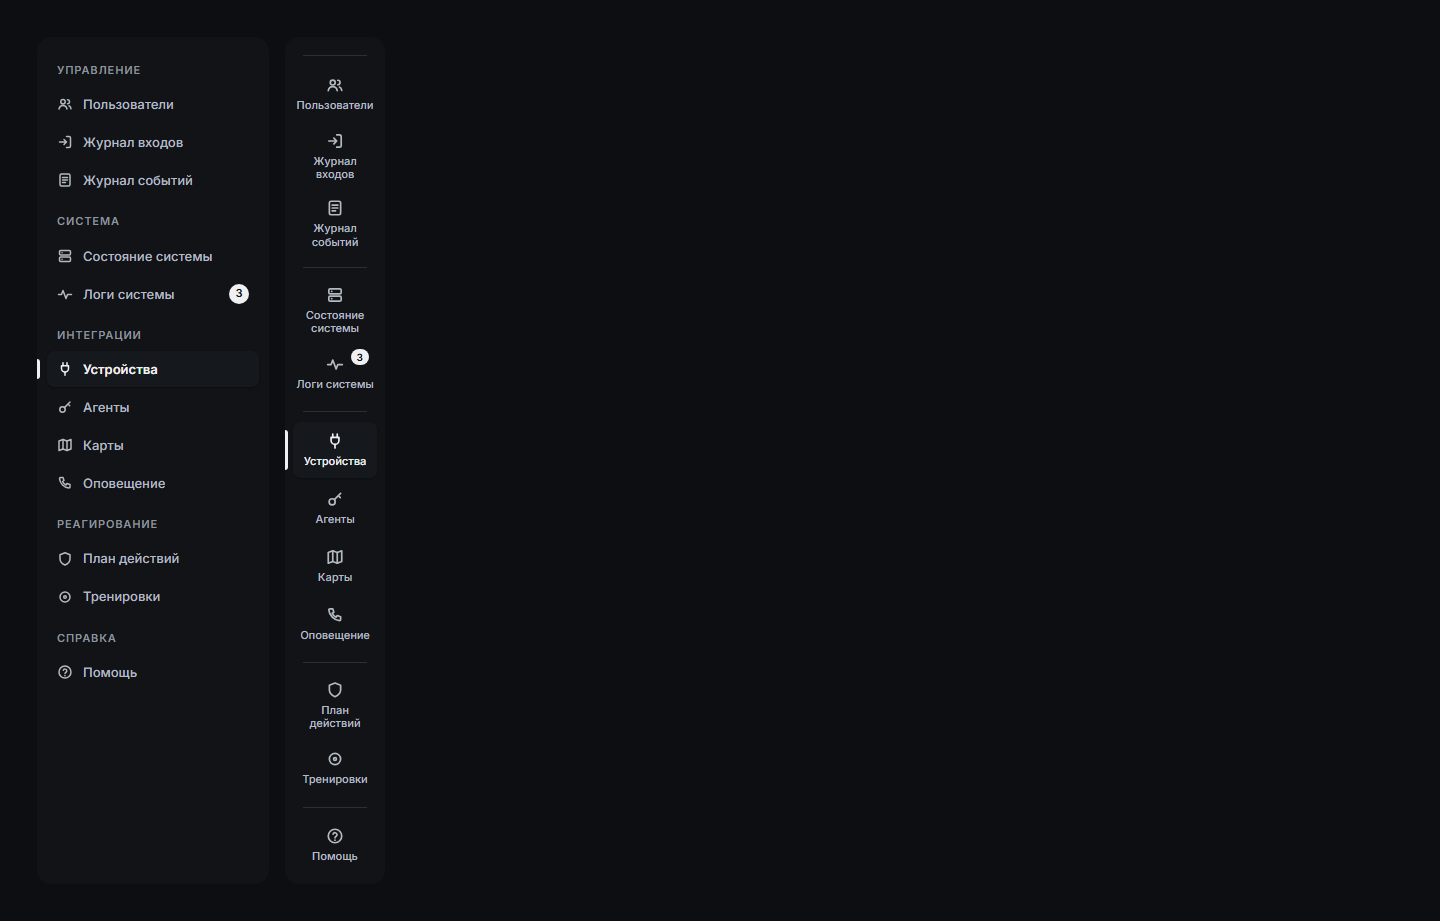 УПРАВЛЕНИЕ
Пользователи
Журнал входов
Журнал событий
СИСТЕМА
Состояние системы
Логи системы 3
ИНТЕГРАЦИИ
Устройства
Агенты
Карты
Оповещение
РЕАГИРОВАНИЕ
План действий
Тренировки
СПРАВКА
Помощь
Пользователи
Журнал
входов
Журнал
событий
Состояние
системы
3
Логи системы
Устройства
Агенты
Карты
Оповещение
План
действий
Тренировки
Помощь